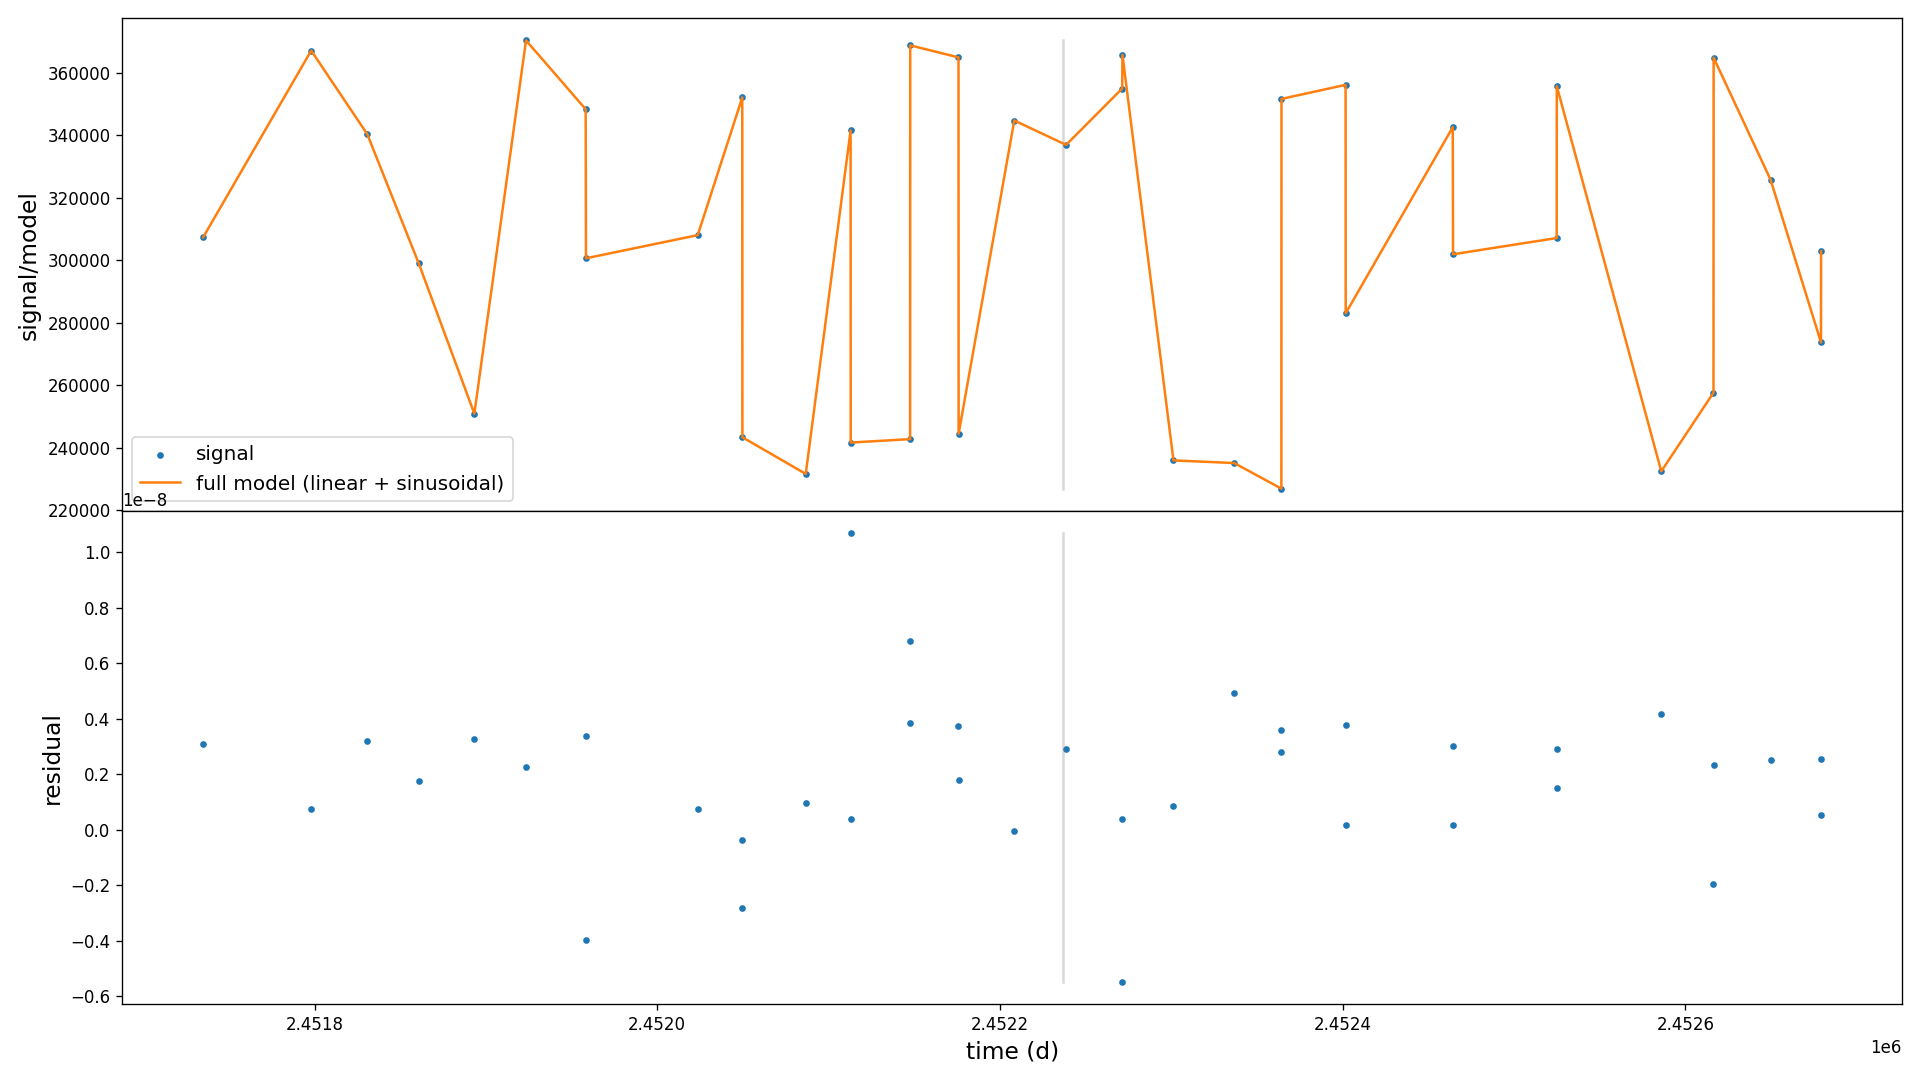 360000
340000
320000
300000
280000
260000
240000
220000
signal/model
signal
full model (linear + sinusoidal)
1e−8
1.0
0.8
0.6
0.4
0.2
0.0
−0.2
−0.4
−0.6
residual
2.4518 2.4520 2.4522 2.4524 2.4526
1e6
time (d)